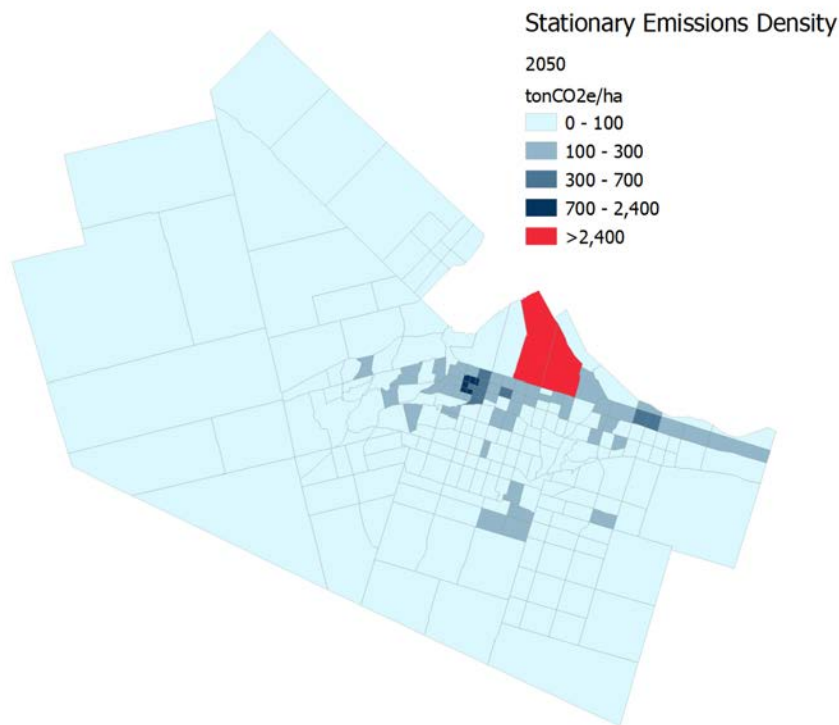 Stationary Emissions Density
2050
tonCO2e/ha
0 - 100
100 - 300
300 - 700
700 - 2,400
>2,400